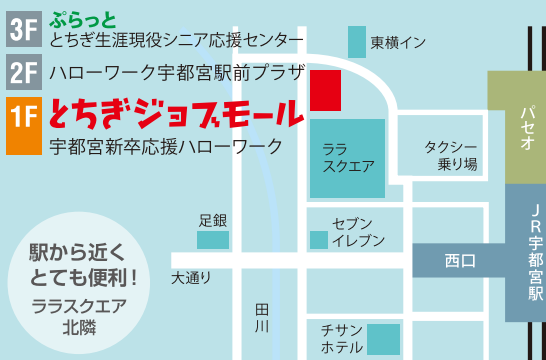 3F
ぷらっと
とちぎ生涯現役シニア応援センター
2F
ハローワーク宇都宮駅前プラザ
1F
とちぎジョブモール
宇都宮新卒応援ハローワーク
東横イン
パセオ
ララ
スクエア
タクシー
乗り場
足銀
セブン
イレブン
JR宇都宮駅
西口
大通り
駅から近く
とても便利!
ララスクエア
北隣
田川
チサン
ホテル